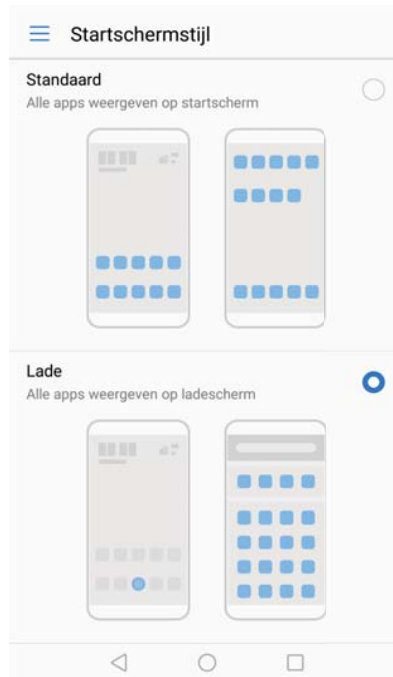 Startschermstijl
Standaard
Alle apps weergeven op startscherm
Lade
Alle apps weergeven op ladescherm